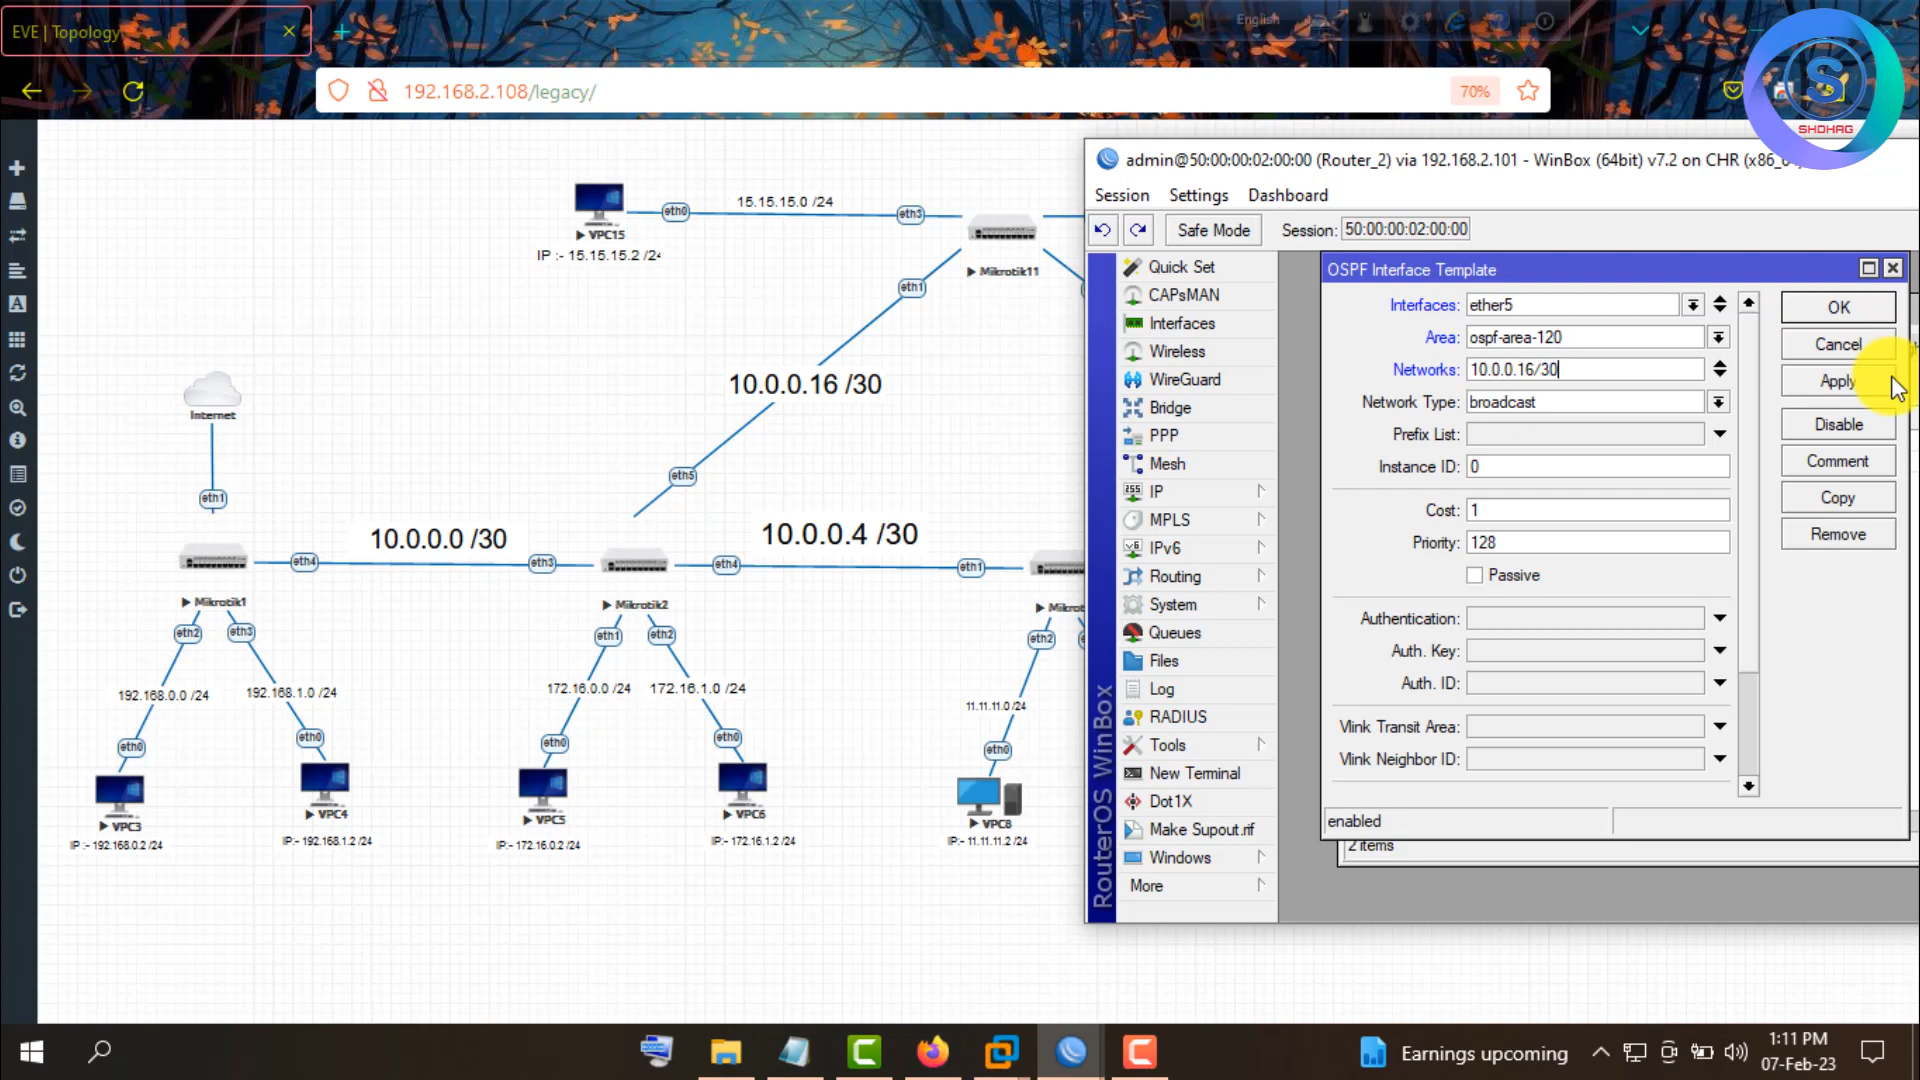 EVE | Topology
English
192.168.2.108/legacy/
70%
S
SHOHAG
15.15.15.0 /24
eth0
eth3
VPC15
IP :- 15.15.15.2 /24
Mikrotik11
eth1
10.0.0.16 /30
Internet
eth1
eth5
10.0.0.0 /30
10.0.0.4 /30
eth4
eth3
eth4
eth1
Mikrotik1
Mikrotik2
Mikrot
eth2
eth3
eth1
eth2
eth2
192.168.0.0 /24
192.168.1.0 /24
172.16.0.0 /24
172.16.1.0 /24
11.11.11.0 /24
eth0
eth0
eth0
eth0
eth0
VPC3
VPC4
VPC5
VPC6
VPC8
IP :- 192.168.0.2 /24
IP:- 192.168.1.2 /24
IP:- 172.16.0.2 /24
IP:- 172.16.1.2 /24
IP:- 11.11.11.2 /24
admin@50:00:00:02:00:00 (Router_2) via 192.168.2.101 - WinBox (64bit) v7.2 on CHR (x86_64)
Session Settings Dashboard
Safe Mode
Session: 50:00:00:02:00:00
RouterOS WinBox
Quick Set
CAPsMAN
Interfaces
Wireless
WireGuard
Bridge
PPP
Mesh
IP
MPLS
IPv6
Routing
System
Queues
Files
Log
RADIUS
Tools
New Terminal
Dot1X
Make Supout.rif
Windows
More
OSPF Interface Template
Interfaces: ether5
Area: ospf-area-120
Networks: 10.0.0.16/30
Network Type: broadcast
Prefix List:
Instance ID: 0
Cost: 1
Priority: 128
Passive
Authentication:
Auth. Key:
Auth. ID:
Vlink Transit Area:
Vlink Neighbor ID:
OK
Cancel
Apply
Disable
Comment
Copy
Remove
enabled
2 items
Earnings upcoming
1:11 PM
07-Feb-23